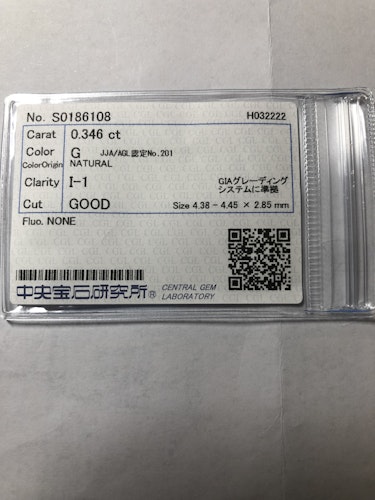 No. S0186108 H032222
Carat 0.346 ct
Color G JJA/AGL認定No.201
ColorOrigin NATURAL
Clarity I-1 GIAグレーディング
システムに準拠
Cut GOOD Size 4.38 - 4.45 × 2.85 mm
Fluo. NONE
中央宝石研究所® CENTRAL GEM
LABORATORY